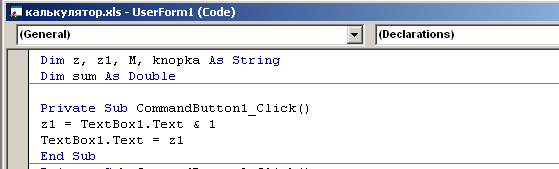 калькулятор.xls - UserForm1 (Code)
(General) (Declarations)
Dim z, z1, M, knopka As String
Dim sum As Double
Private Sub CommandButton1_Click()
z1 = TextBox1.Text & 1
TextBox1.Text = z1
End Sub